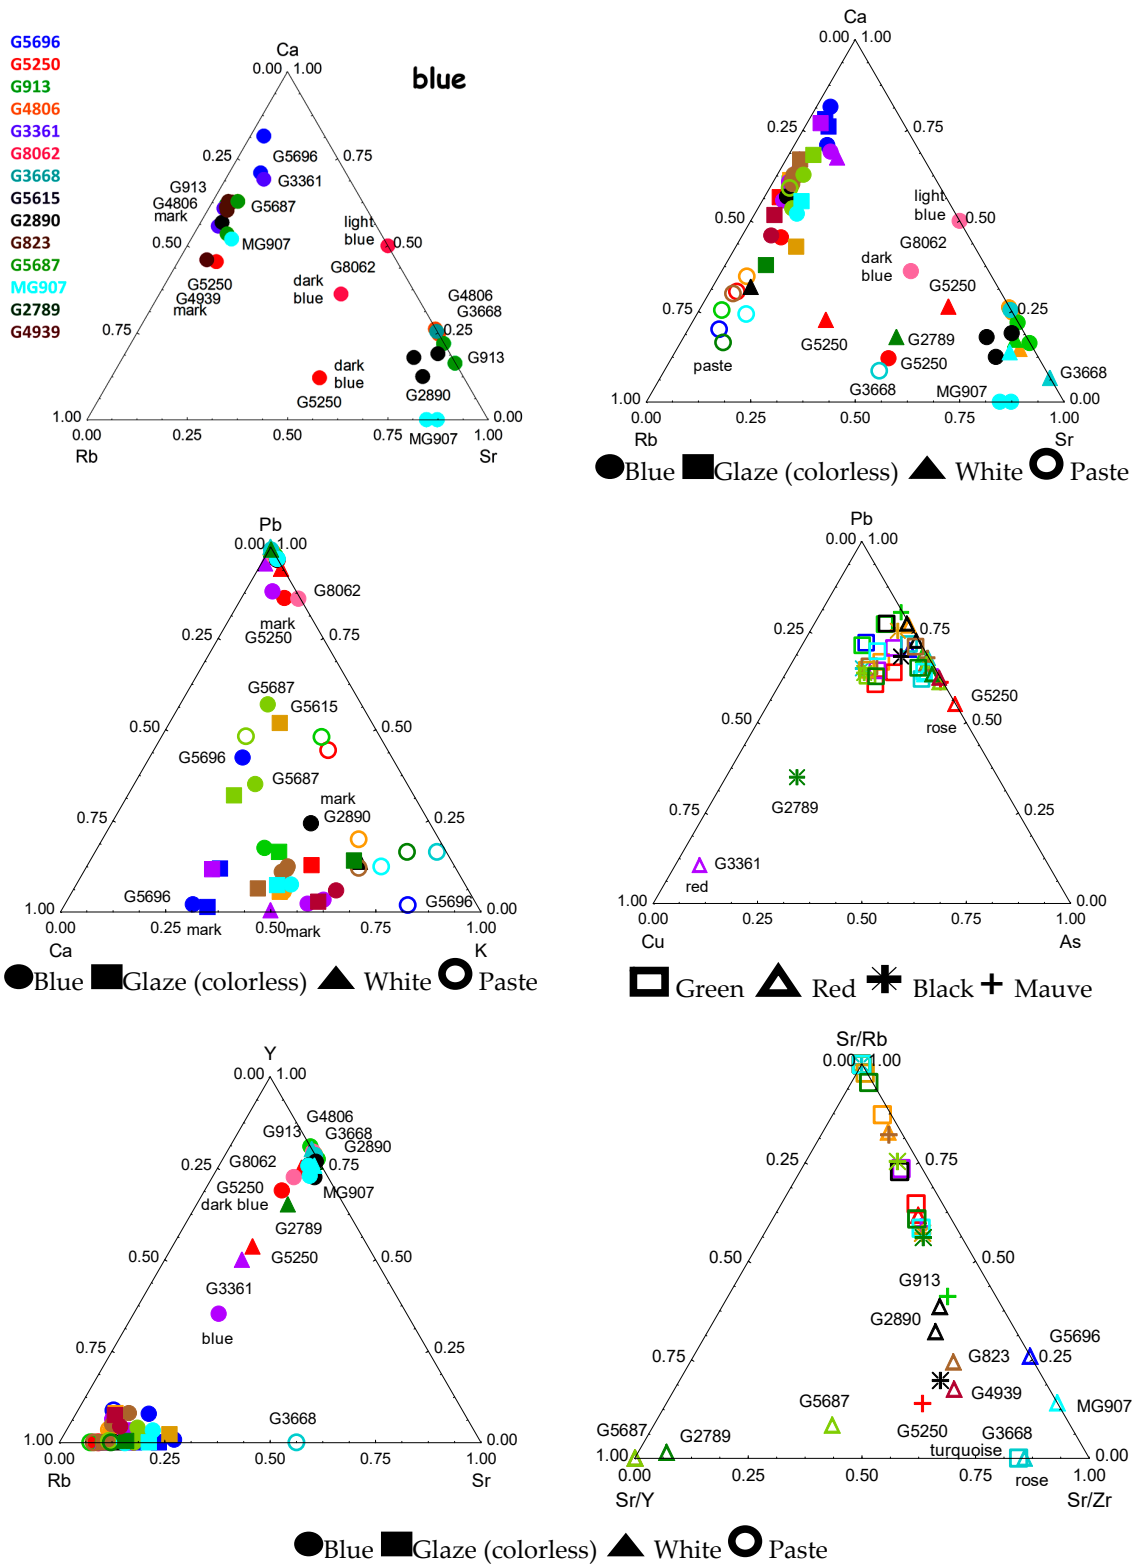 G5696
G5250
G913
G4806
G3361
G8062
G3668
G5615
G2890
G823
G5687
MG907
G2789
G4939
Ca
0.00 1.00
blue
0.25 0.75
G5696
G3361
G913
G4806 G5687
mark
MG907
light
blue
0.50 0.50
G8062
dark
blue
G5250
G4939
mark
G4806
G3668
0.75 0.25
G913
dark
blue
G5250
G2890
1.00 0.00
MG907
0.00 0.25 0.50 0.75 1.00
Rb Sr
Ca
0.00 1.00
0.25 0.75
light
blue
0.50 0.50
G8062
dark
blue
G5250
0.75 0.25
G5250 G2789
G5250
paste G3668 G3668
MG907
1.00 0.00
0.00 0.25 0.50 0.75 1.00
Rb Sr
Blue Glaze (colorless) White Paste
Pb
0.00 1.00
G8062
mark
G5250
0.25 0.75
G5687
G5615
0.50 0.50
G5696
G5687
mark
G2890
0.75 0.25
G5696 G5696
1.00 0.00
mark mark
0.00 0.25 0.50 0.75 1.00
Ca K
Blue Glaze (colorless) White Paste
Pb
0.00 1.00
0.25 0.75
G5250
rose
0.50 0.50
G2789
0.75 0.25
G3361
red
1.00 0.00
0.00 0.25 0.50 0.75 1.00
Cu As
Green Red Black Mauve
Y
0.00 1.00
G4806
G913 G3668
G2890
G8062
0.25 0.75
G5250
dark blue MG907
G2789
G5250
0.50 0.50
G3361
blue
0.75 0.25
G3668
1.00 0.00
0.00 0.25 0.50 0.75 1.00
Rb Sr
Sr/Rb
0.00 1.00
0.25 0.75
0.50 0.50
G913
G2890
G5696
0.75 0.25
G823
G4939
MG907
G5687
G5250 G3668
turquoise
G5687 G2789
rose
1.00 0.00
0.00 0.25 0.50 0.75 1.00
Sr/Y Sr/Zr
Blue Glaze (colorless) White Paste